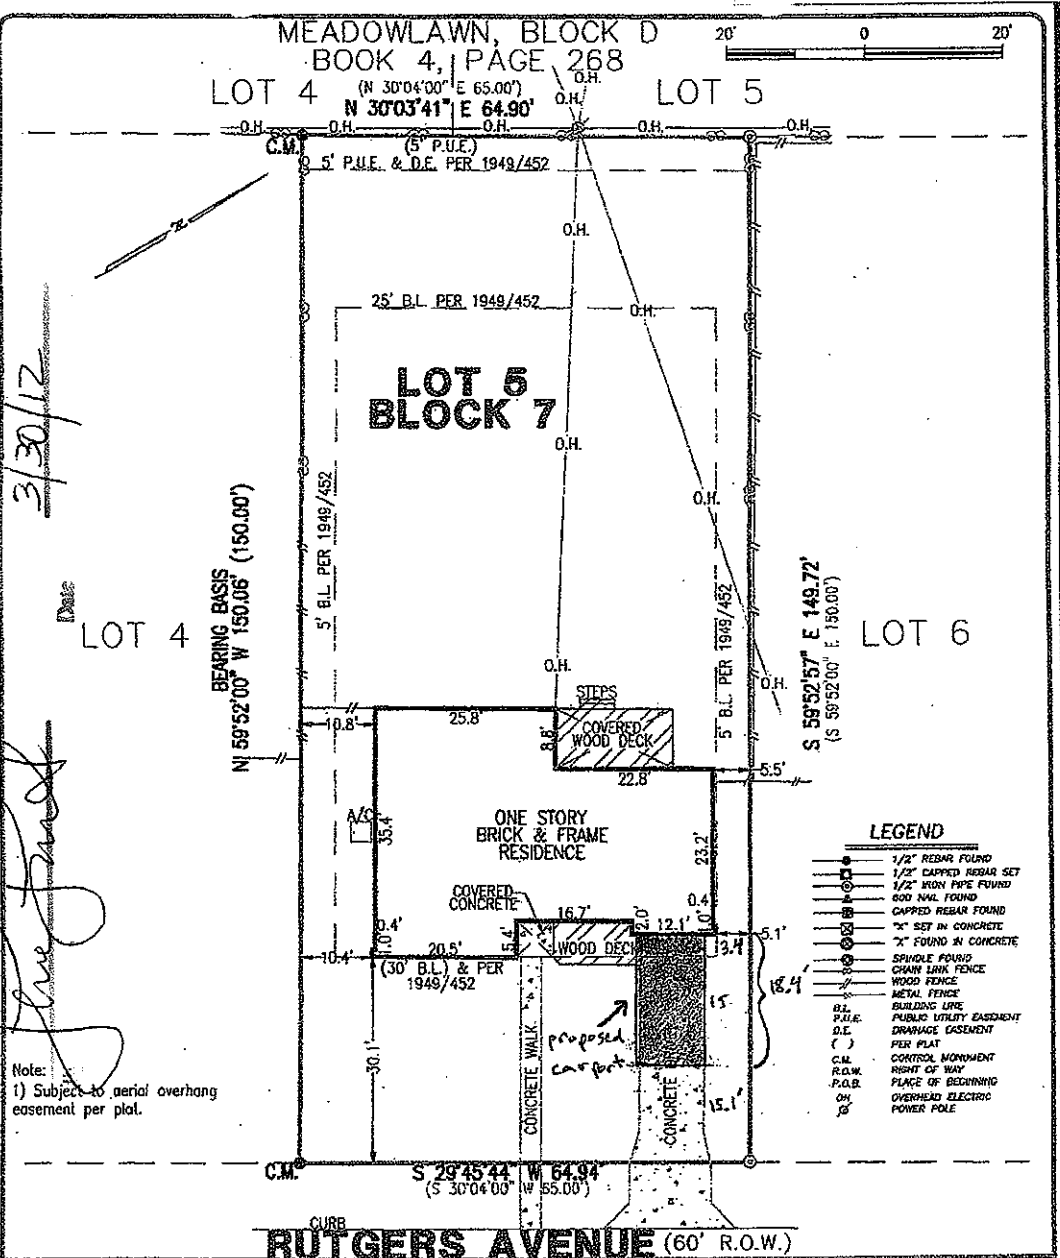 MEADOWLAWN, BLOCK D
BOOK 4, PAGE 268
20' 0 20'
LOT 4
(N 30°04'00" E 65.00')
N 30°03'41" E 64.90'
LOT 5
O.H.
O.H.
O.H. O.H. O.H. O.H. O.H. O.H.
C.M.
(5' P.U.E.)
5' P.U.E. & D.E. PER 1949/452
O.H.
25' B.L. PER 1949/452
O.H.
LOT 5
BLOCK 7
O.H.
O.H.
3/30/12
Date
LOT 4
BEARING BASIS
N 59°52'00" W 150.06' (150.00')
5' B.L. PER 1949/452
5' B.L. PER 1949/452
S 59°52'57" E 149.72'
(S 59°52'00" E 150.00')
LOT 6
O.H.
O.H.
STEPS
10.8'
25.8'
8.8'
COVERED
WOOD DECK
22.8'
5.5'
A/C
35.4'
ONE STORY
BRICK & FRAME
RESIDENCE
23.2'
COVERED
CONCRETE
16.7'
2.0'
12.1'
0.4'
1.0'
5.1'
0.4'
1.0'
10.4'
20.5'
5.4'
WOOD DECK
3.4
(30' B.L.) & PER
1949/452
18.4'
15
proposed
carport
30.1'
CONCRETE WALK
CONCRETE
15.1'
LEGEND
1/2" REBAR FOUND
1/2" CAPPED REBAR SET
1/2" IRON PIPE FOUND
60D NAIL FOUND
CAPPED REBAR FOUND
"X" SET IN CONCRETE
"X" FOUND IN CONCRETE
SPINDLE FOUND
CHAIN LINK FENCE
WOOD FENCE
METAL FENCE
B.L. BUILDING LINE
P.U.E. PUBLIC UTILITY EASEMENT
D.E. DRAINAGE EASEMENT
( ) PER PLAT
C.M. CONTROL MONUMENT
R.O.W. RIGHT OF WAY
P.O.B. PLACE OF BEGINNING
OH OVERHEAD ELECTRIC
POWER POLE
Note:
1) Subject to aerial overhang
easement per plat.
C.M.
S 29°45'44" W 64.94'
(S 30°04'00" W 65.00')
CURB
RUTGERS AVENUE (60' R.O.W.)